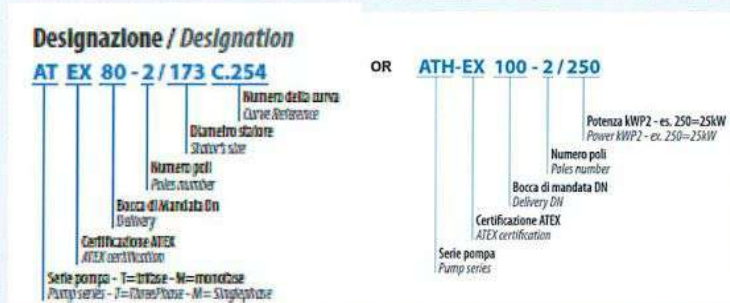 Designazione / Designation
AT EX 80 - 2 / 173 C.254
Numero della curva
Curve Reference
Diametro statore
Stator's size
Numero poli
Poles number
Bocca di Mandata Dn
Delivery
Certificazione ATEX
ATEX certification
Serie pompa - T=trifase - M=monofase
Pump series - T=ThreePhase - M= Singlephase
OR
ATH-EX 100 - 2 / 250
Potenza kWP2 - es. 250=25kW
Power kWP2 - ex. 250=25kW
Numero poli
Poles number
Bocca di mandata DN
Delivery DN
Certificazione ATEX
ATEX certification
Serie pompa
Pump series